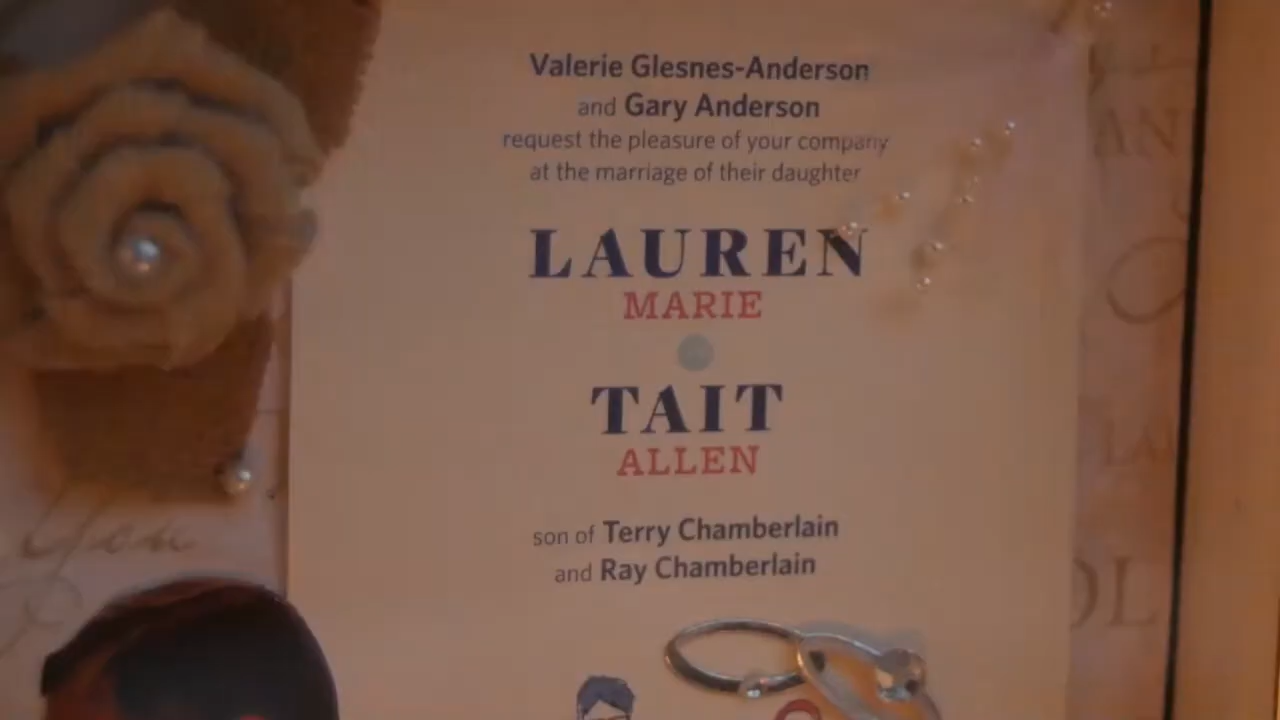 Valerie Glesnes-Anderson
and Gary Anderson
request the pleasure of your company
at the marriage of their daughter
LAUREN
MARIE
TAIT
ALLEN
son of Terry Chamberlain
and Ray Chamberlain
You